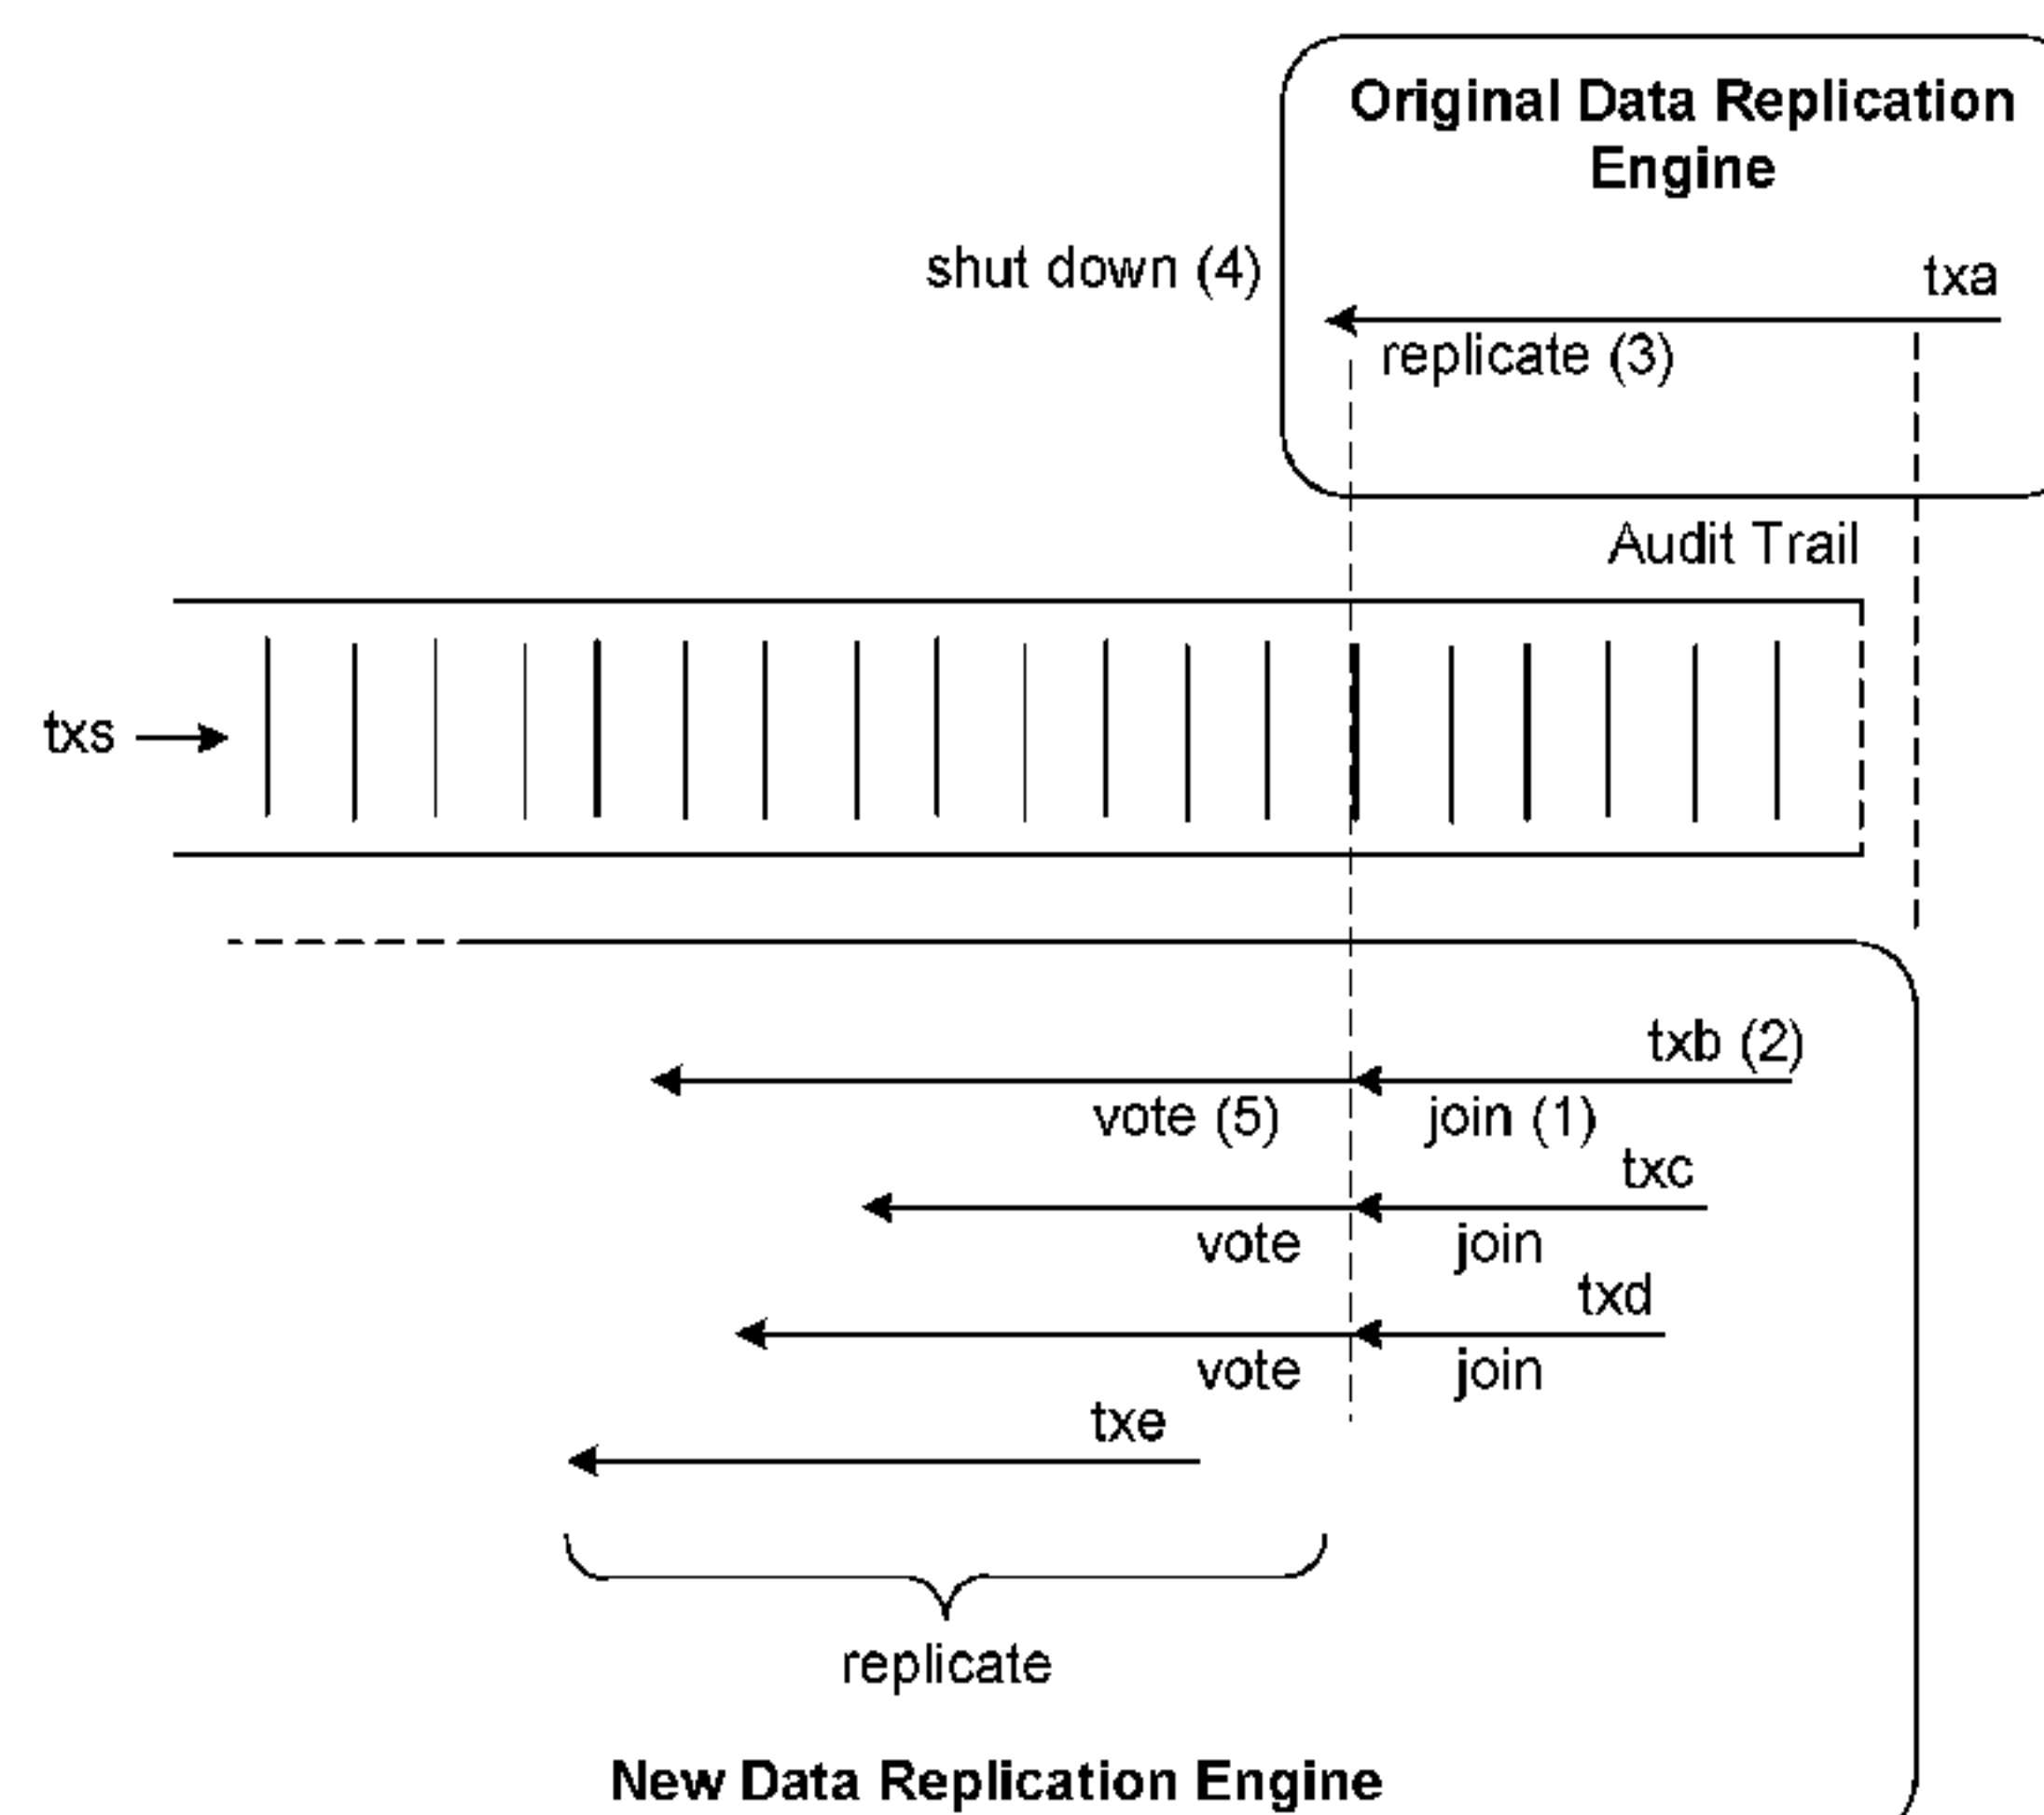 Original Data Replication
Engine
shut down (4)
txa
replicate (3)
Audit Trail
txs
txb (2)
vote (5)
join (1)
txc
vote
join
txd
vote
join
txe
replicate
New Data Replication Engine